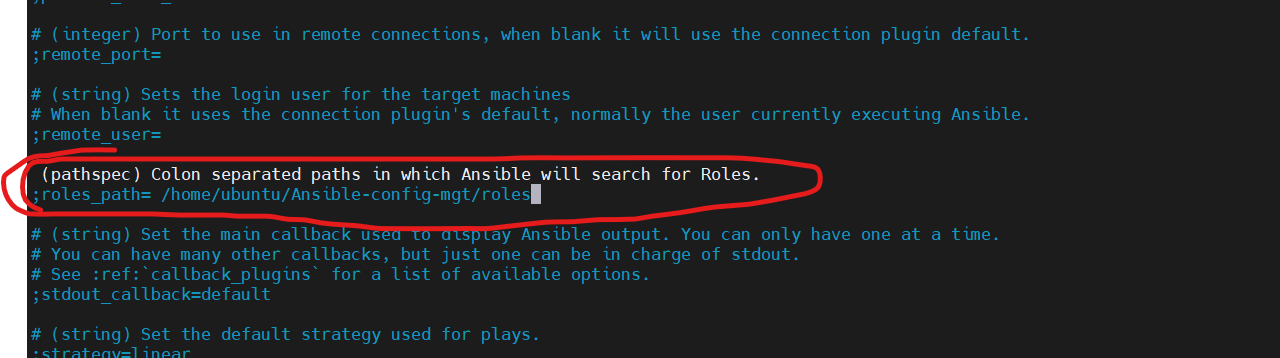 # (integer) Port to use in remote connections, when blank it will use the connection plugin default.
;remote_port=
# (string) Sets the login user for the target machines
# When blank it uses the connection plugin's default, normally the user currently executing Ansible.
;remote_user=
(pathspec) Colon separated paths in which Ansible will search for Roles.
;roles_path= /home/ubuntu/Ansible-config-mgt/roles
# (string) Set the main callback used to display Ansible output. You can only have one at a time.
# You can have many other callbacks, but just one can be in charge of stdout.
# See :ref:`callback_plugins` for a list of available options.
;stdout_callback=default
# (string) Set the default strategy used for plays.
;strategy=linear